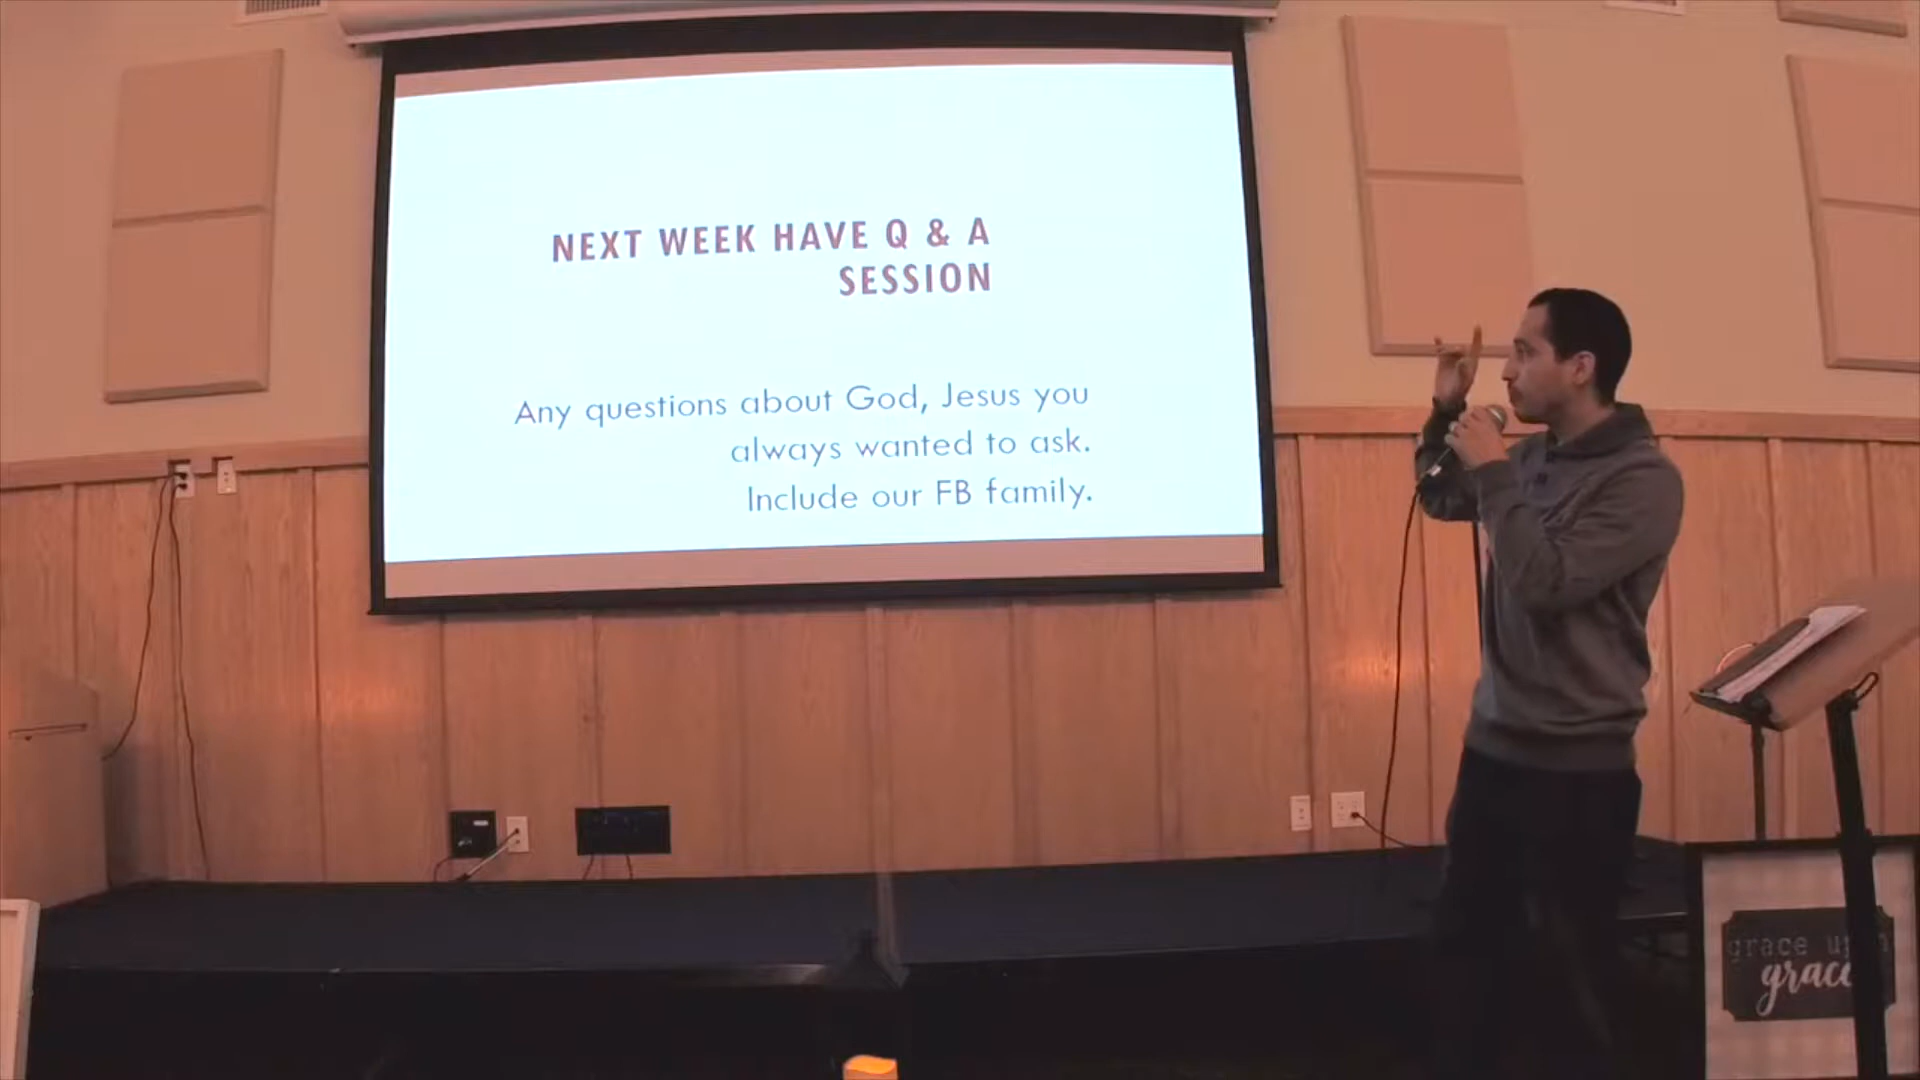 NEXT WEEK HAVE Q & A
SESSION
Any questions about God, Jesus you
always wanted to ask.
Include our FB family.
grace
grace